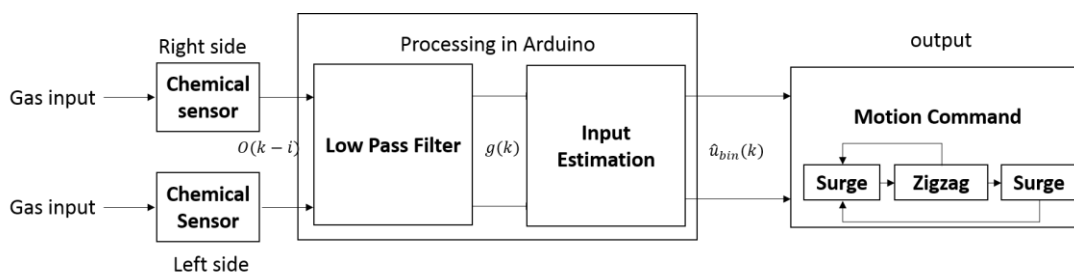 Right side
Processing in Arduino
output
Gas input
Chemical
sensor
O(k − i)
Low Pass Filter
g(k)
Input
Estimation
û_bin(k)
Motion Command
Surge
Zigzag
Surge
Gas input
Chemical
Sensor
Left side